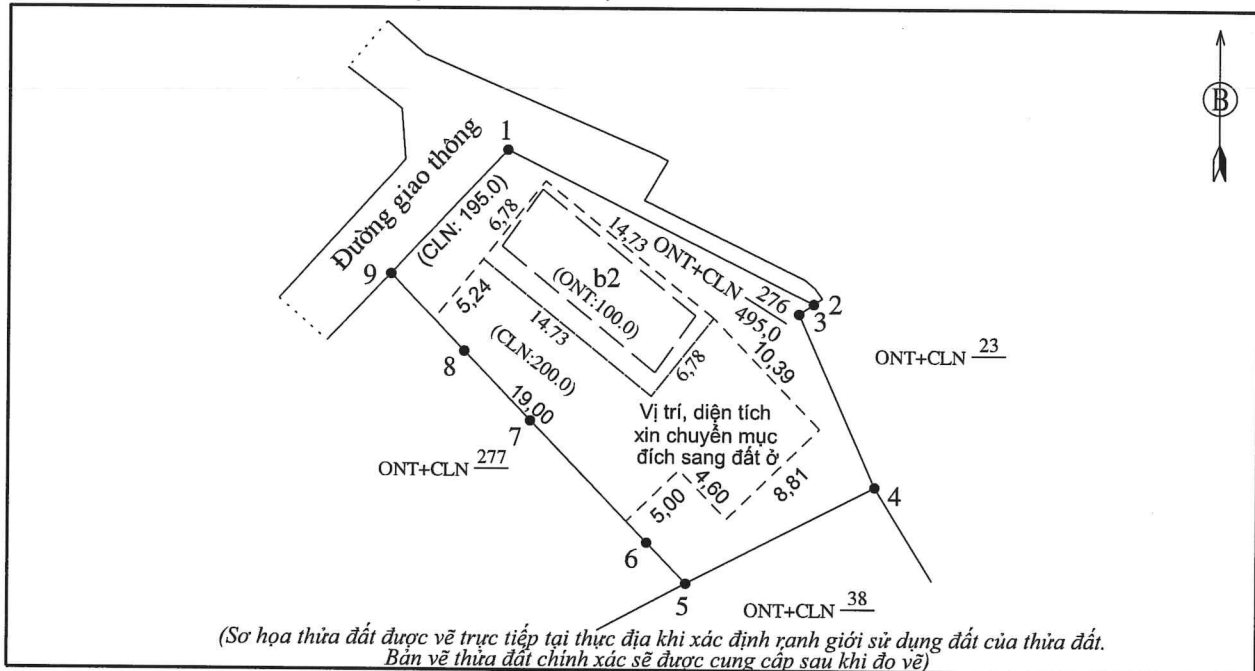 B
1
Đường giao thông
(CLN: 195.0)
6,78
14,73
ONT+CLN 276
495,0
2
3
b2
(ONT:100.0)
9
5,24
14.73
(CLN:200.0)
6,78
10,39
ONT+CLN 23
8
19,00
7
Vị trí, diện tích
xin chuyển mục
đích sang đất ở
ONT+CLN 277
4,60
8,81
5,00
4
6
5
ONT+CLN 38
(Sơ họa thửa đất được vẽ trực tiếp tại thực địa khi xác định ranh giới sử dụng đất của thửa đất.
Bản vẽ thửa đất chính xác sẽ được cung cấp sau khi đo vẽ)